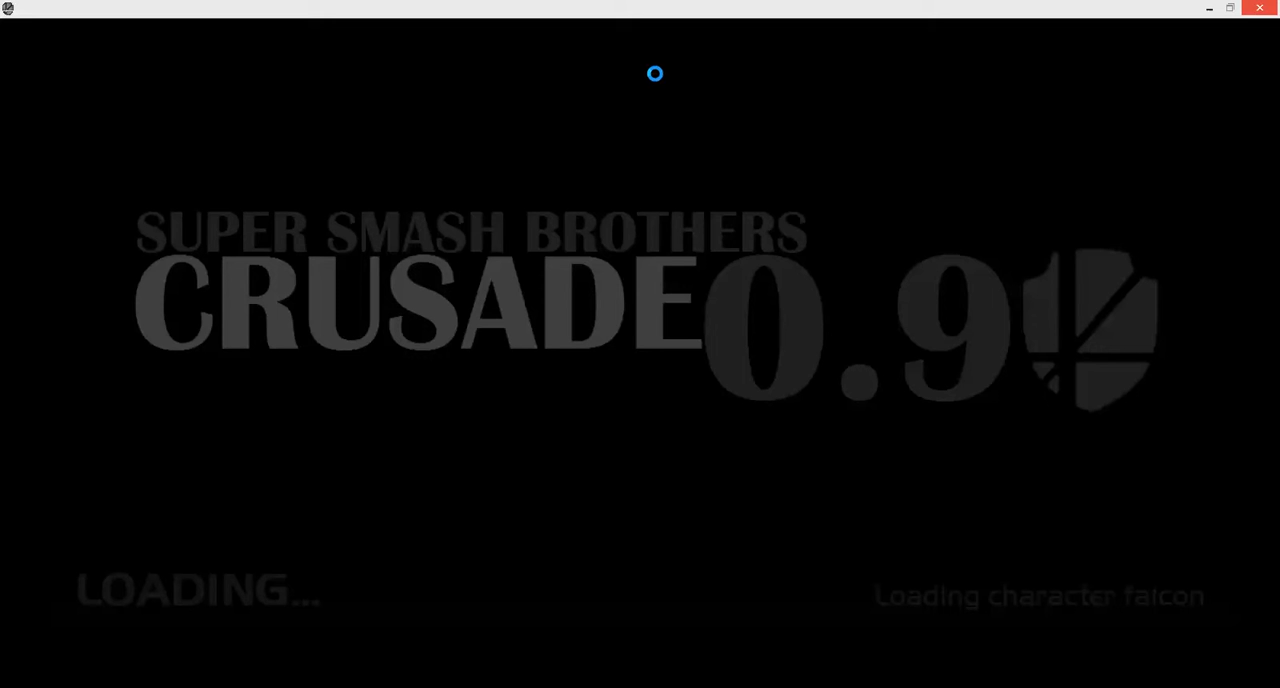 SUPER SMASH BROTHERS
CRUSADE 0.9
LOADING...
Loading character falcon